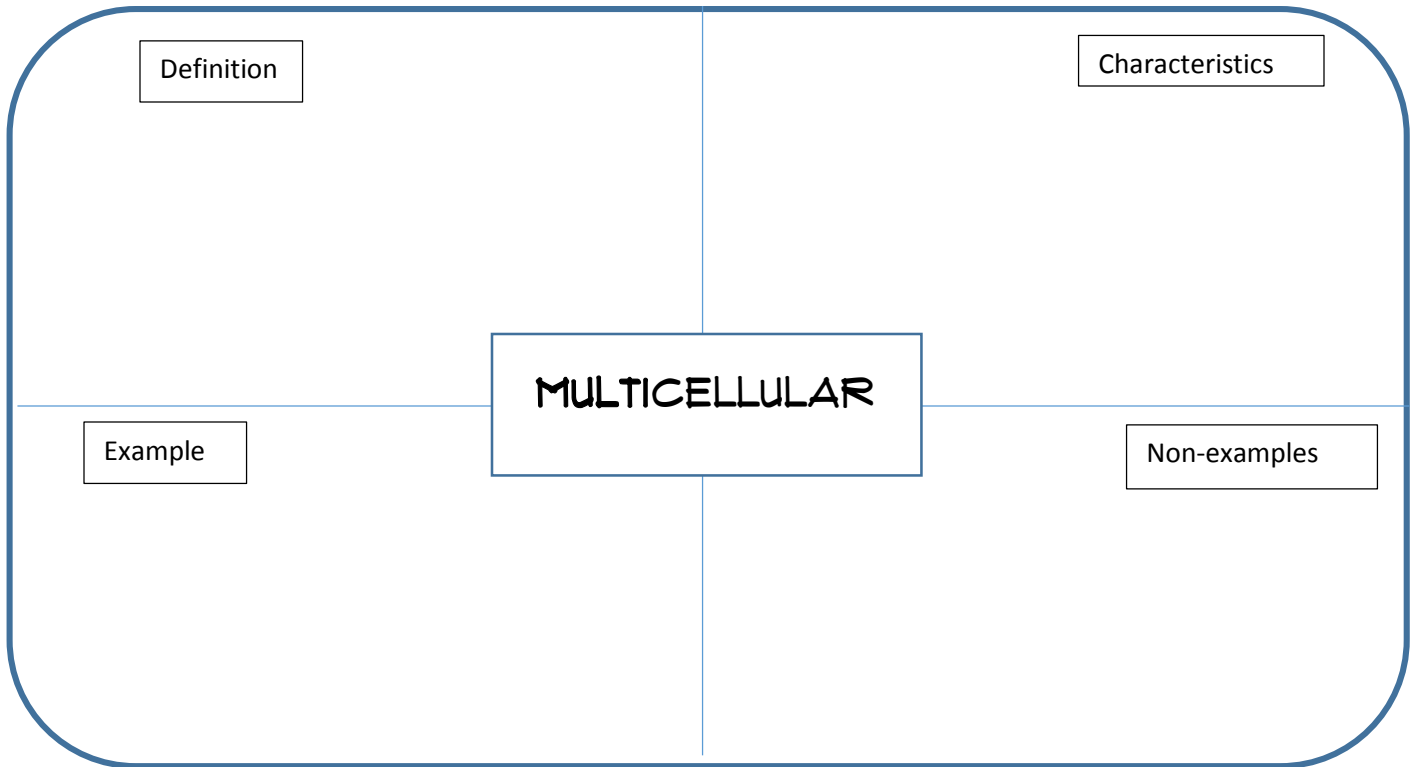 Definition
Characteristics
MULTICELLULAR
Example
Non-examples